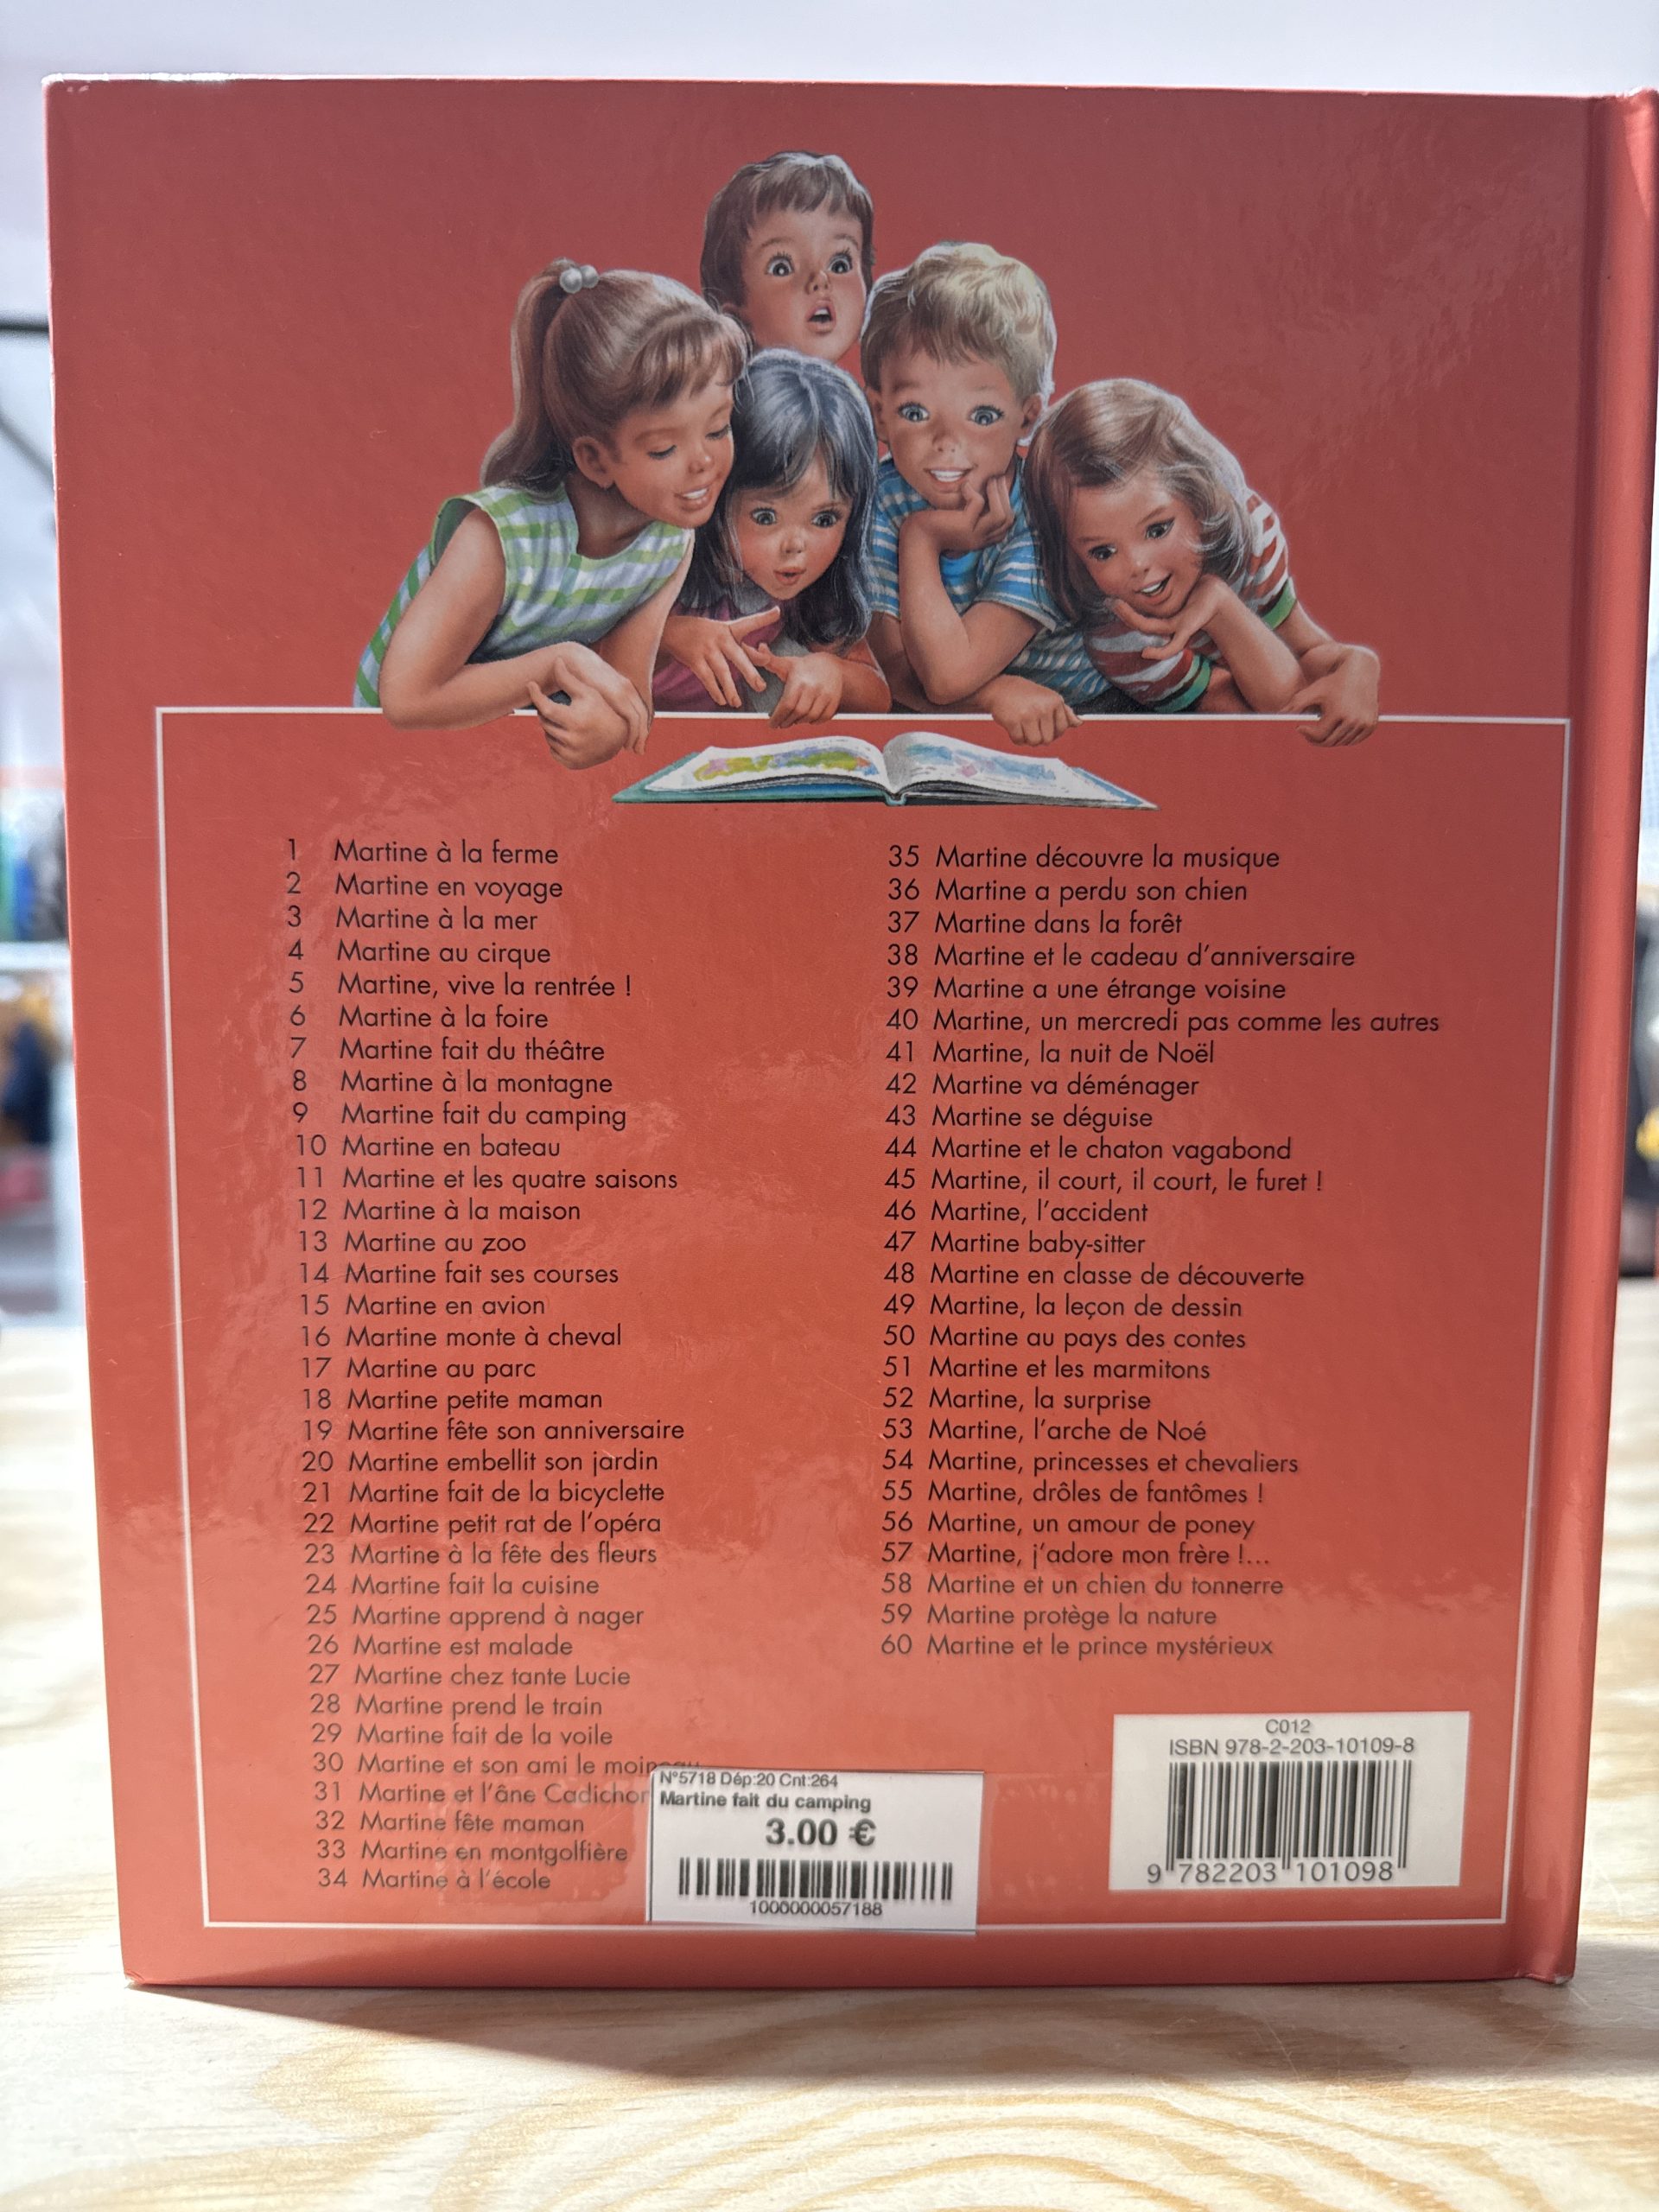 1 Martine à la ferme
2 Martine en voyage
3 Martine à la mer
4 Martine au cirque
5 Martine, vive la rentrée !
6 Martine à la foire
7 Martine fait du théâtre
8 Martine à la montagne
9 Martine fait du camping
10 Martine en bateau
11 Martine et les quatre saisons
12 Martine à la maison
13 Martine au zoo
14 Martine fait ses courses
15 Martine en avion
16 Martine monte à cheval
17 Martine au parc
18 Martine petite maman
19 Martine fête son anniversaire
20 Martine embellit son jardin
21 Martine fait de la bicyclette
22 Martine petit rat de l'opéra
23 Martine à la fête des fleurs
24 Martine fait la cuisine
25 Martine apprend à nager
26 Martine est malade
27 Martine chez tante Lucie
28 Martine prend le train
29 Martine fait de la voile
30 Martine et son ami le moineau
31 Martine et l'âne Cadichon
32 Martine fête maman
33 Martine en montgolfière
34 Martine à l'école
35 Martine découvre la musique
36 Martine a perdu son chien
37 Martine dans la forêt
38 Martine et le cadeau d'anniversaire
39 Martine a une étrange voisine
40 Martine, un mercredi pas comme les autres
41 Martine, la nuit de Noël
42 Martine va déménager
43 Martine se déguise
44 Martine et le chaton vagabond
45 Martine, il court, il court, le furet !
46 Martine, l'accident
47 Martine baby-sitter
48 Martine en classe de découverte
49 Martine, la leçon de dessin
50 Martine au pays des contes
51 Martine et les marmitons
52 Martine, la surprise
53 Martine, l'arche de Noé
54 Martine, princesses et chevaliers
55 Martine, drôles de fantômes !
56 Martine, un amour de poney
57 Martine, j'adore mon frère !...
58 Martine et un chien du tonnerre
59 Martine protège la nature
60 Martine et le prince mystérieux
N°5718 Dép:20 Cnt:264
Martine fait du camping
3.00 €
1000000057188
C012
ISBN 978-2-203-10109-8
9 782203 101098